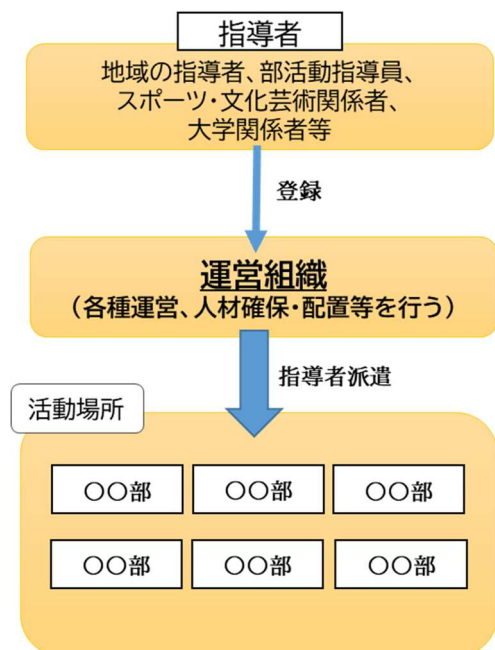 指導者
地域の指導者、部活動指導員、
スポーツ・文化芸術関係者、
大学関係者等
登録
運営組織
（各種運営、人材確保・配置等を行う）
指導者派遣
活動場所
〇〇部
〇〇部
〇〇部
〇〇部
〇〇部
〇〇部